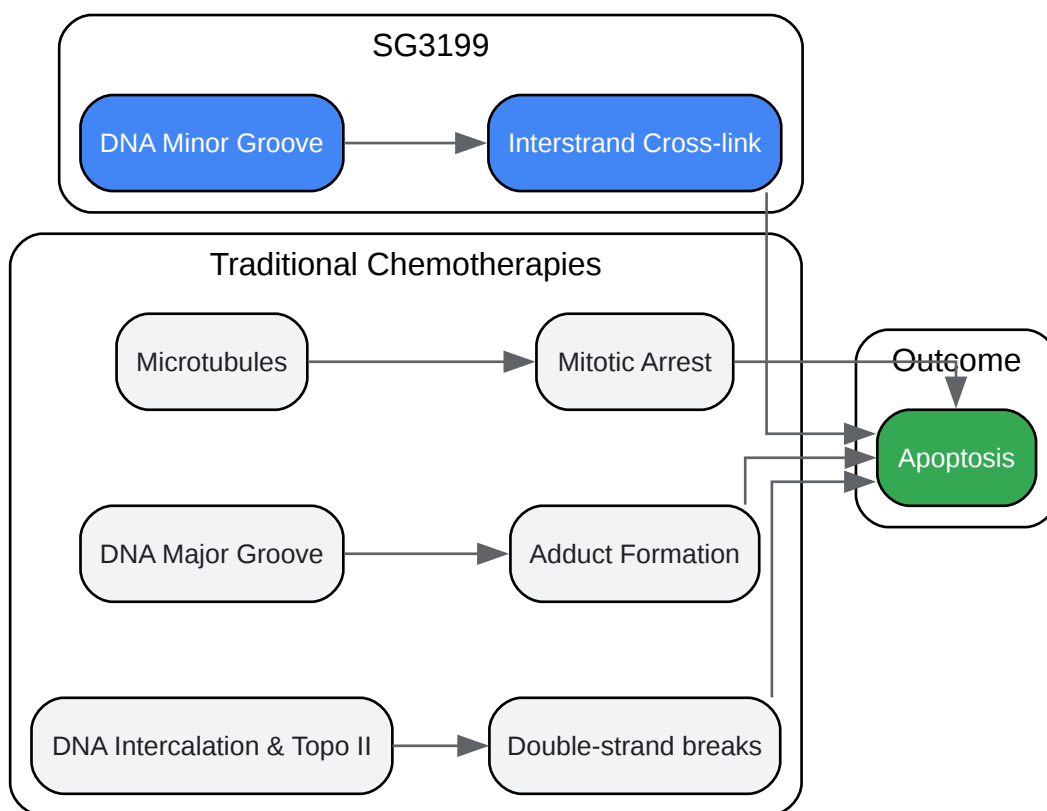 SG3199
DNA Minor Groove
Interstrand Cross-link
Traditional Chemotherapies
Microtubules
Mitotic Arrest
Outcome
Apoptosis
DNA Major Groove
Adduct Formation
DNA Intercalation & Topo II
Double-strand breaks